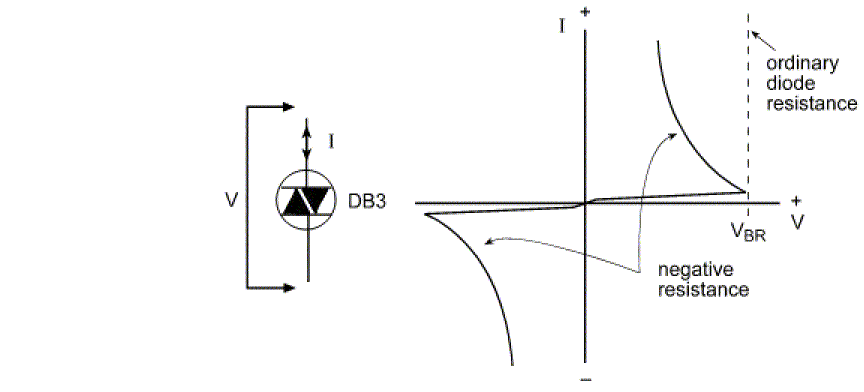 I
+
ordinary
diode
resistance
I
V
DB3
+
V
VBR
negative
resistance
–